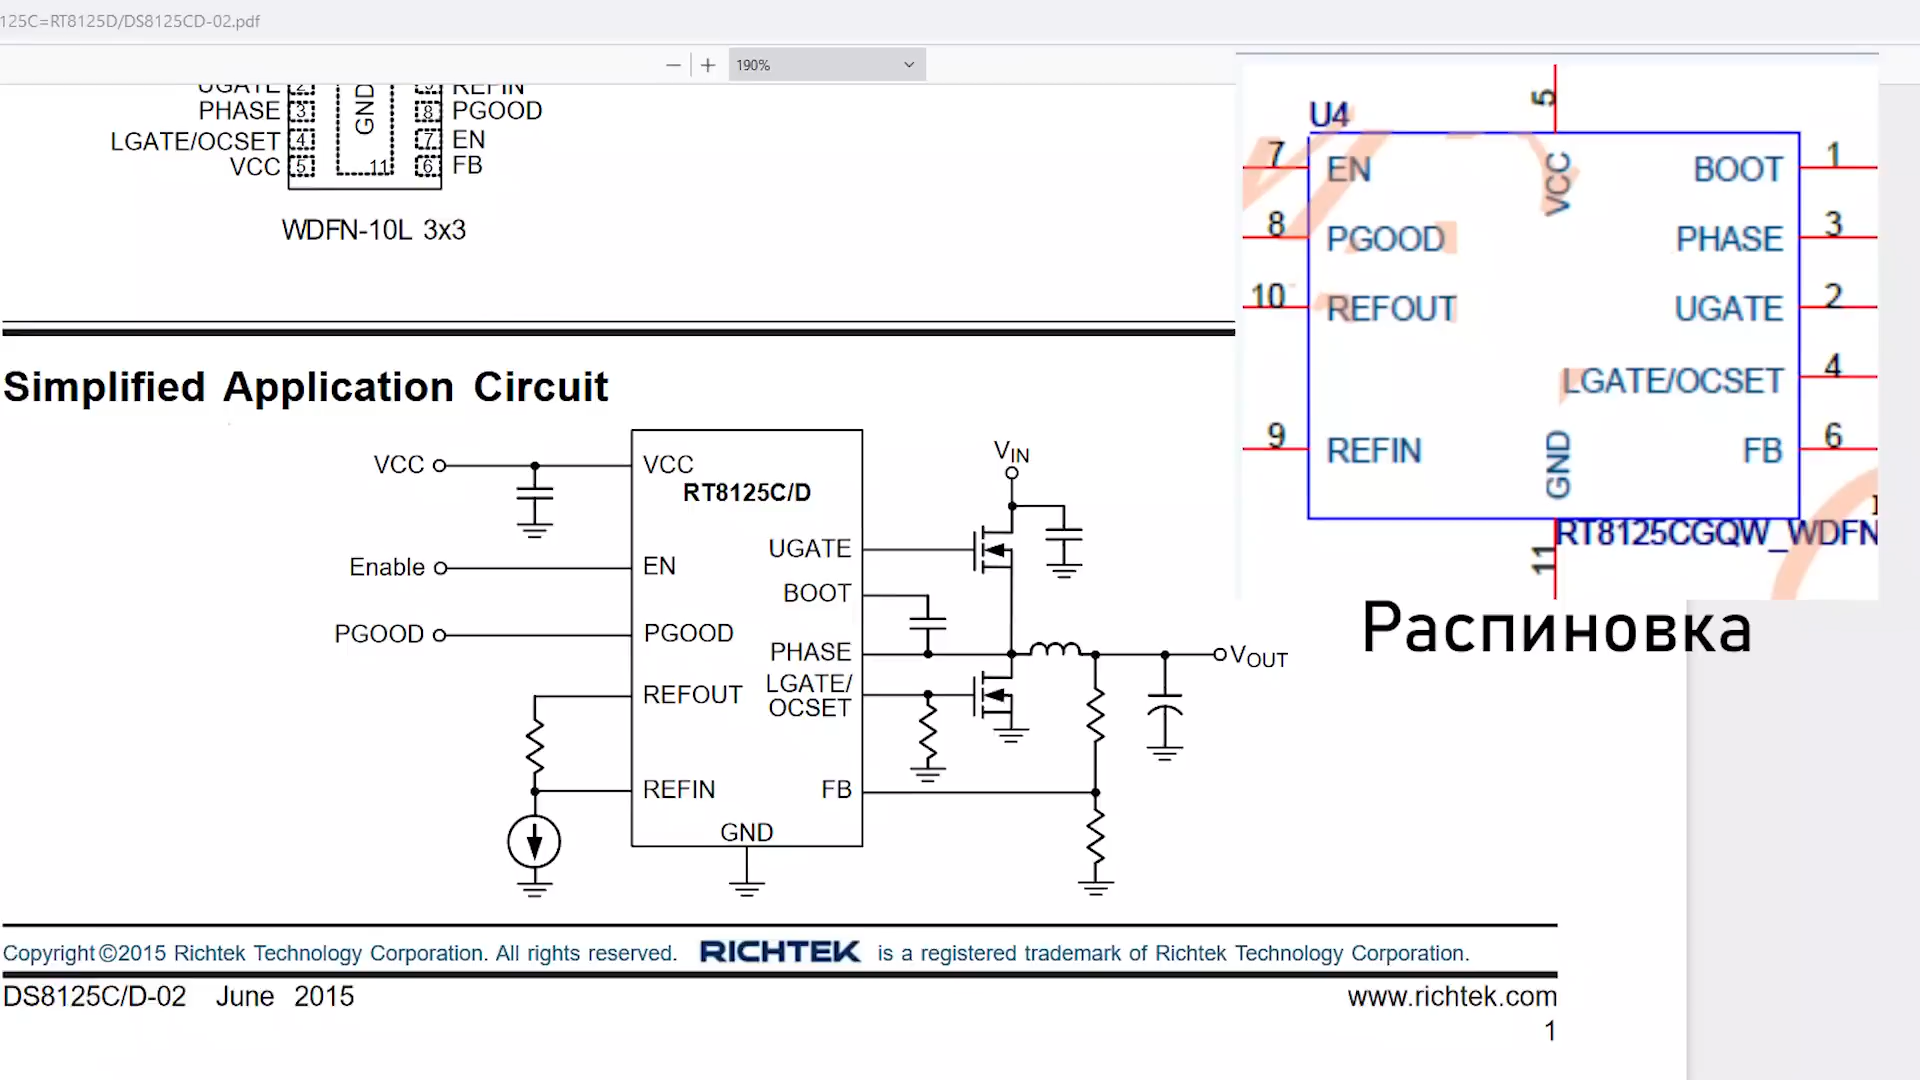 125C=RT8125D/DS8125CD-02.pdf
190%
UGATE 2 9 REFIN
PHASE 3 GND 8 PGOOD
LGATE/OCSET 4 7 EN
VCC 5 11 6 FB
WDFN-10L 3x3
Simplified Application Circuit
VCC VCC
RT8125C/D
VIN
UGATE
Enable EN
BOOT
PGOOD PGOOD
PHASE
VOUT
REFOUT
LGATE/
OCSET
REFIN FB
GND
U4
5
7 EN VCC BOOT 1
8 PGOOD PHASE 3
10 REFOUT UGATE 2
LGATE/OCSET 4
9 REFIN GND FB 6
RT8125CGQW_WDFN
11
Распиновка
Copyright ©2015 Richtek Technology Corporation. All rights reserved. RICHTEK is a registered trademark of Richtek Technology Corporation.
DS8125C/D-02 June 2015
www.richtek.com
1